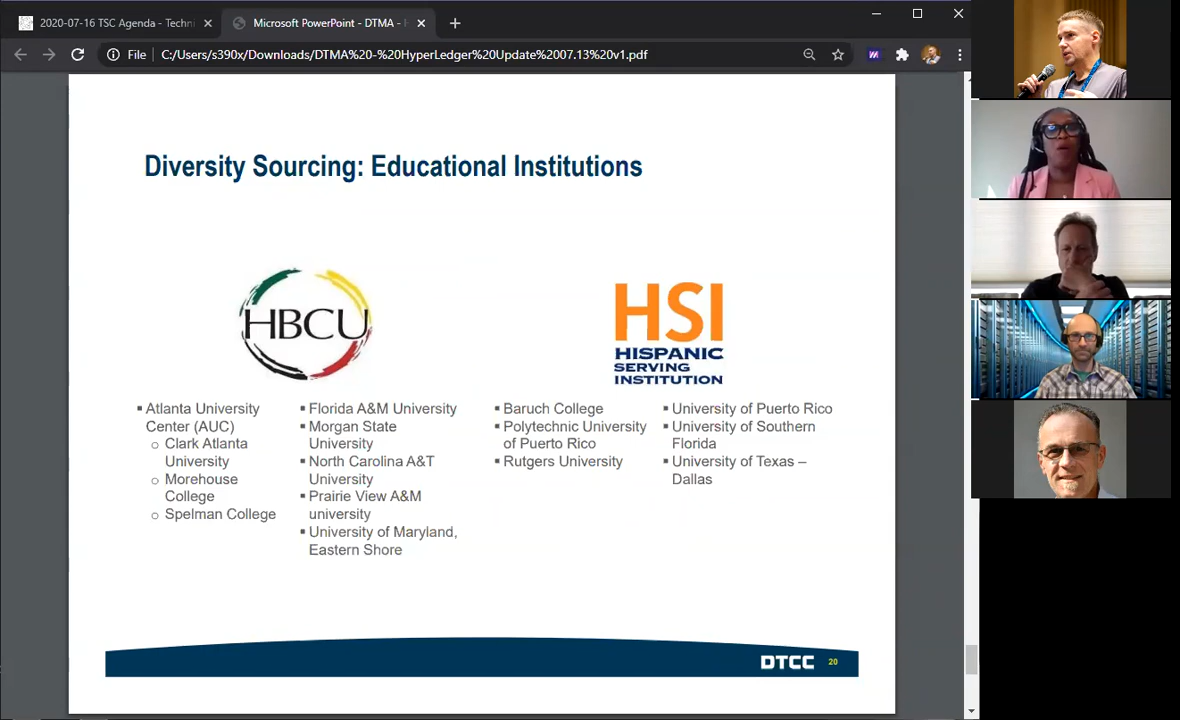 2020-07-16 TSC Agenda - Techni
Microsoft PowerPoint - DTMA - H
File
C:/Users/s390x/Downloads/DTMA%20-%20HyperLedger%20Update%2007.13%20v1.pdf
Diversity Sourcing: Educational Institutions
HBCU
▪ Atlanta University
Center (AUC)
○ Clark Atlanta
University
○ Morehouse
College
○ Spelman College
▪ Florida A&M University
▪ Morgan State
University
▪ North Carolina A&T
University
▪ Prairie View A&M
university
▪ University of Maryland,
Eastern Shore
HSI
HISPANIC
SERVING
INSTITUTION
▪ Baruch College
▪ Polytechnic University
of Puerto Rico
▪ Rutgers University
▪ University of Puerto Rico
▪ University of Southern
Florida
▪ University of Texas –
Dallas
DTCC 20